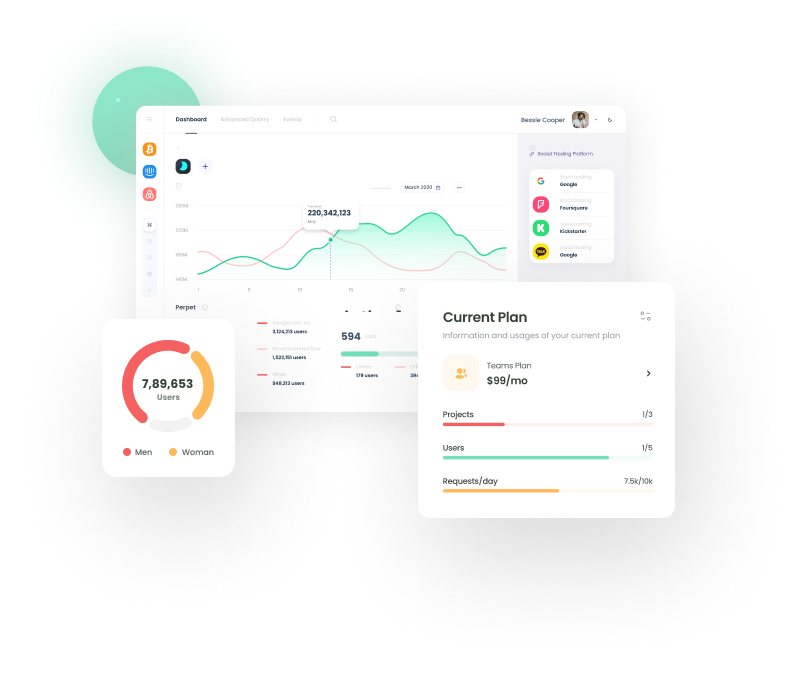 Dashboard
Advanced Quarry
Events
Bessie Cooper
Social Trading Platform
Stock trading
Google
Stock trading
Foursquare
Stock trading
Kickstarter
TALK
Stock trading
Google
March 2020
220,342,123
260M
220M
180M
140M
1
5
10
15
20
Perpet
3,124,213 users
1,523,151 users
Other
948,213 users
594
179 users
7,89,653
Users
Men
Woman
Current Plan
Information and usages of your current plan
Teams Plan
$99/mo
Projects
1/3
Users
1/5
Requests/day
7.5k/10k